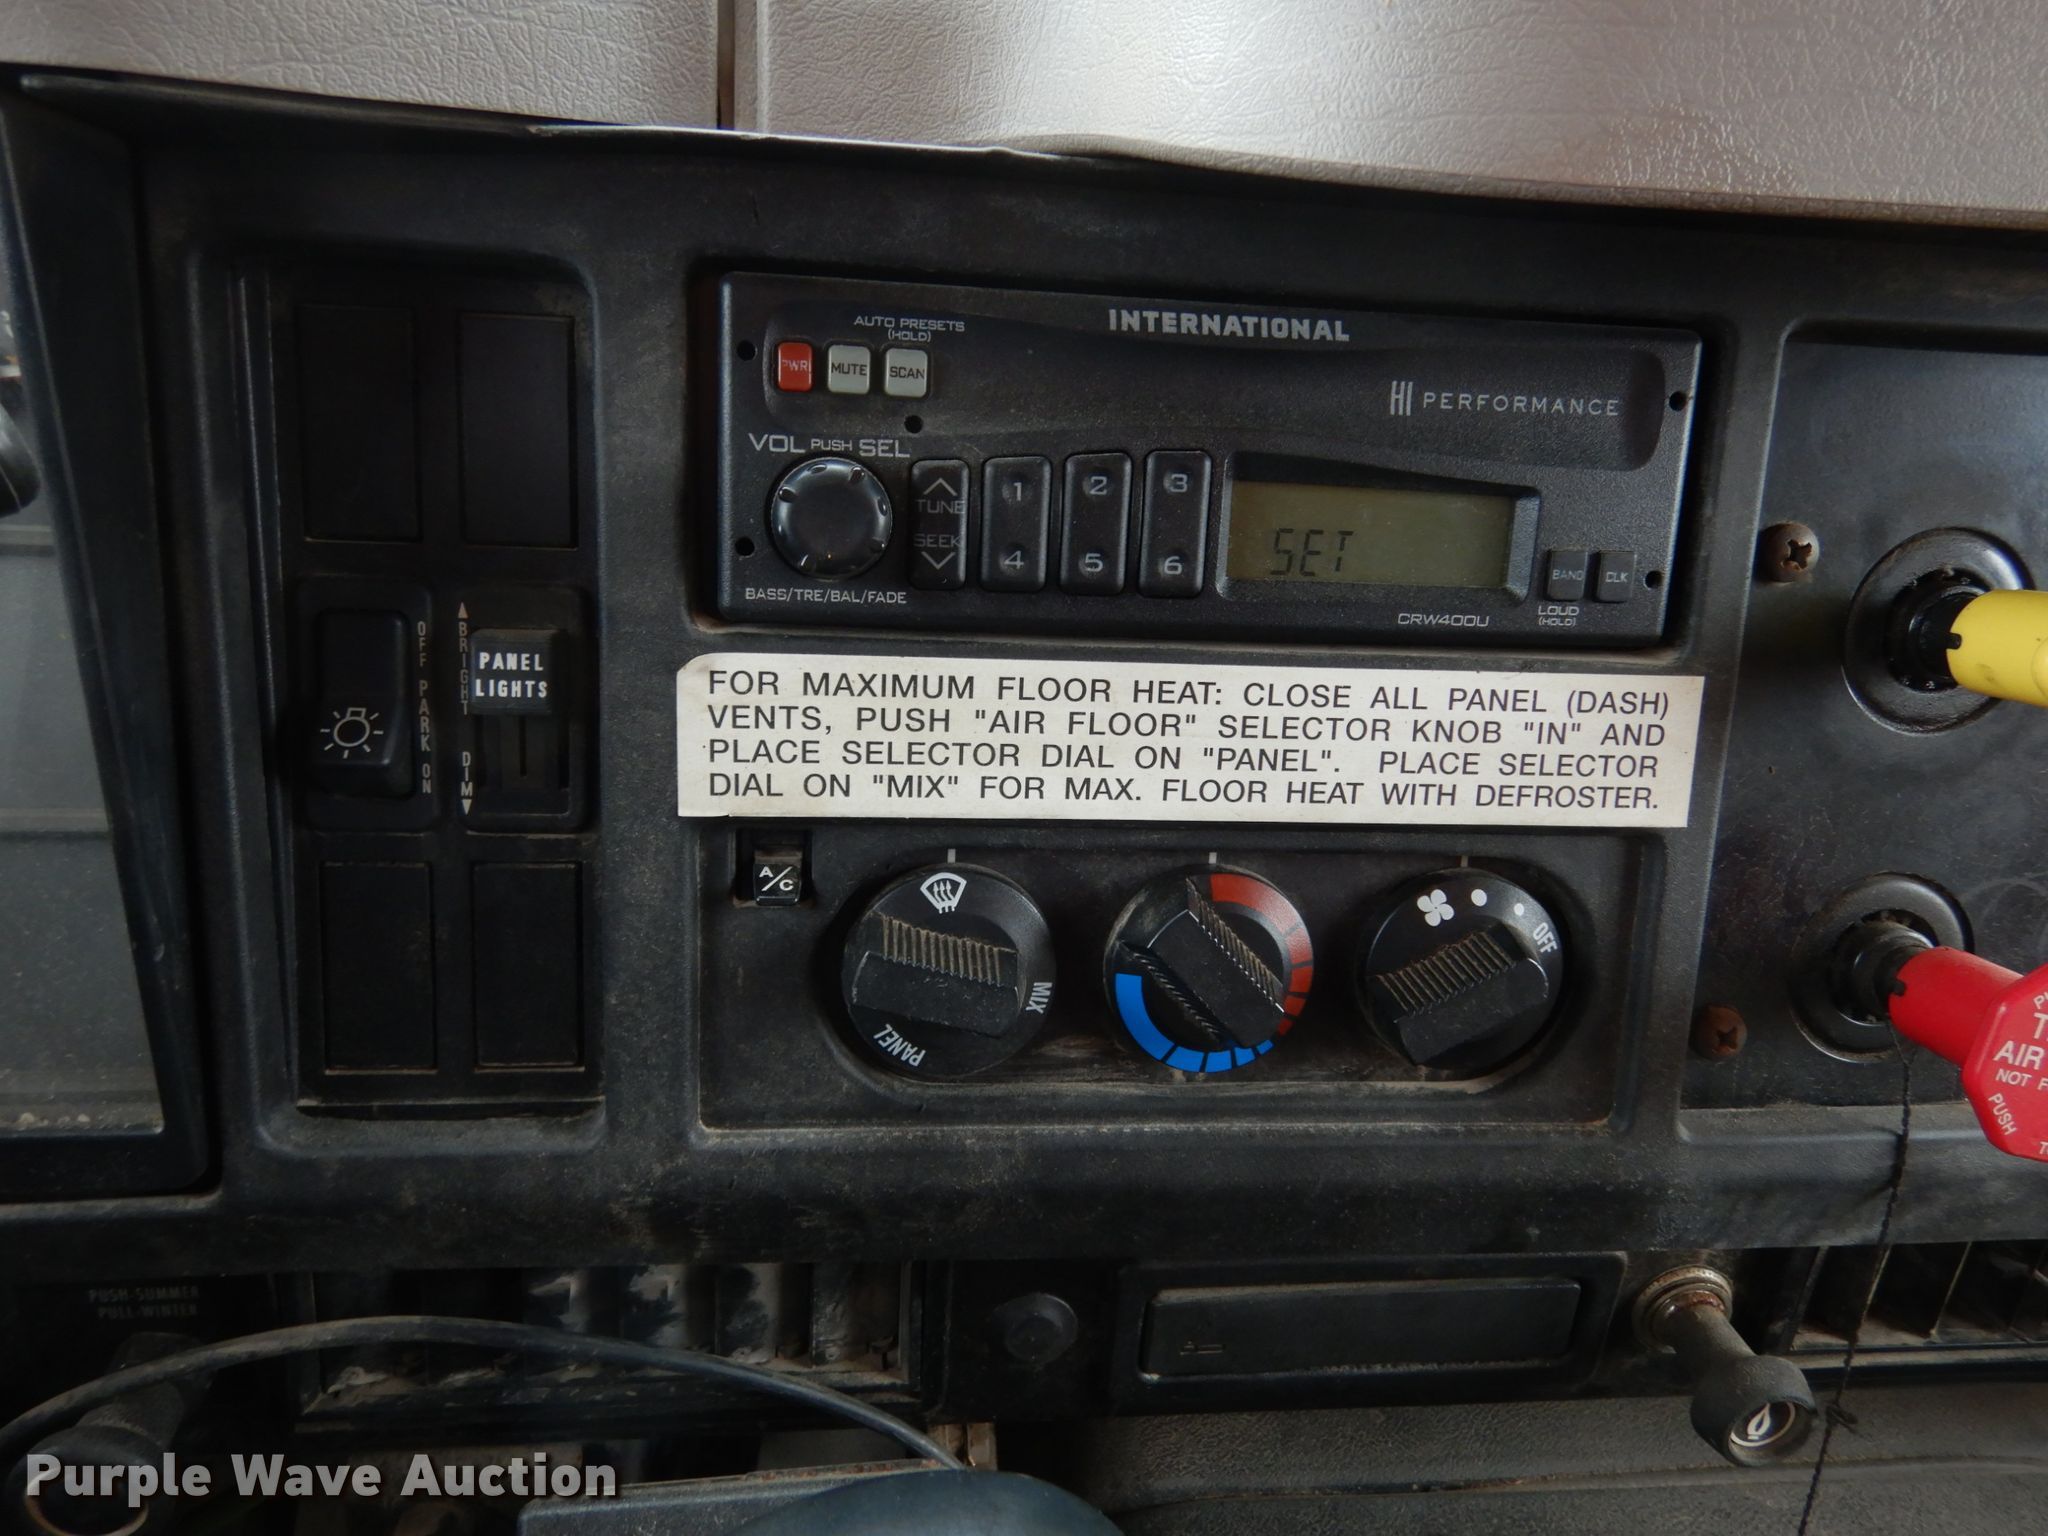 INTERNATIONAL
AUTO PRESETS
(HOLD)
PWR MUTE SCAN
HI PERFORMANCE
VOL PUSH SEL
TUNE
SEEK
1 2 3
4 5 6
SET
BAND CLK
BASS/TRE/BAL/FADE
CRW400U
LOUD
(HOLD)
OFF PARK ON
BRIGHT DIM
PANEL
LIGHTS
FOR MAXIMUM FLOOR HEAT: CLOSE ALL PANEL (DASH)
VENTS, PUSH "AIR FLOOR" SELECTOR KNOB "IN" AND
PLACE SELECTOR DIAL ON "PANEL". PLACE SELECTOR
DIAL ON "MIX" FOR MAX. FLOOR HEAT WITH DEFROSTER.
A/C
MIX
PANEL
OFF
AIR
PUSH
PUSH-SUMMER
PULL-WINTER
Purple Wave Auction